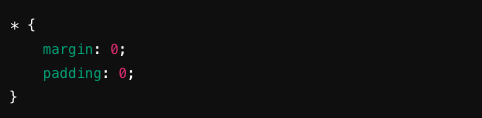 * {
    margin: 0;
    padding: 0;
}